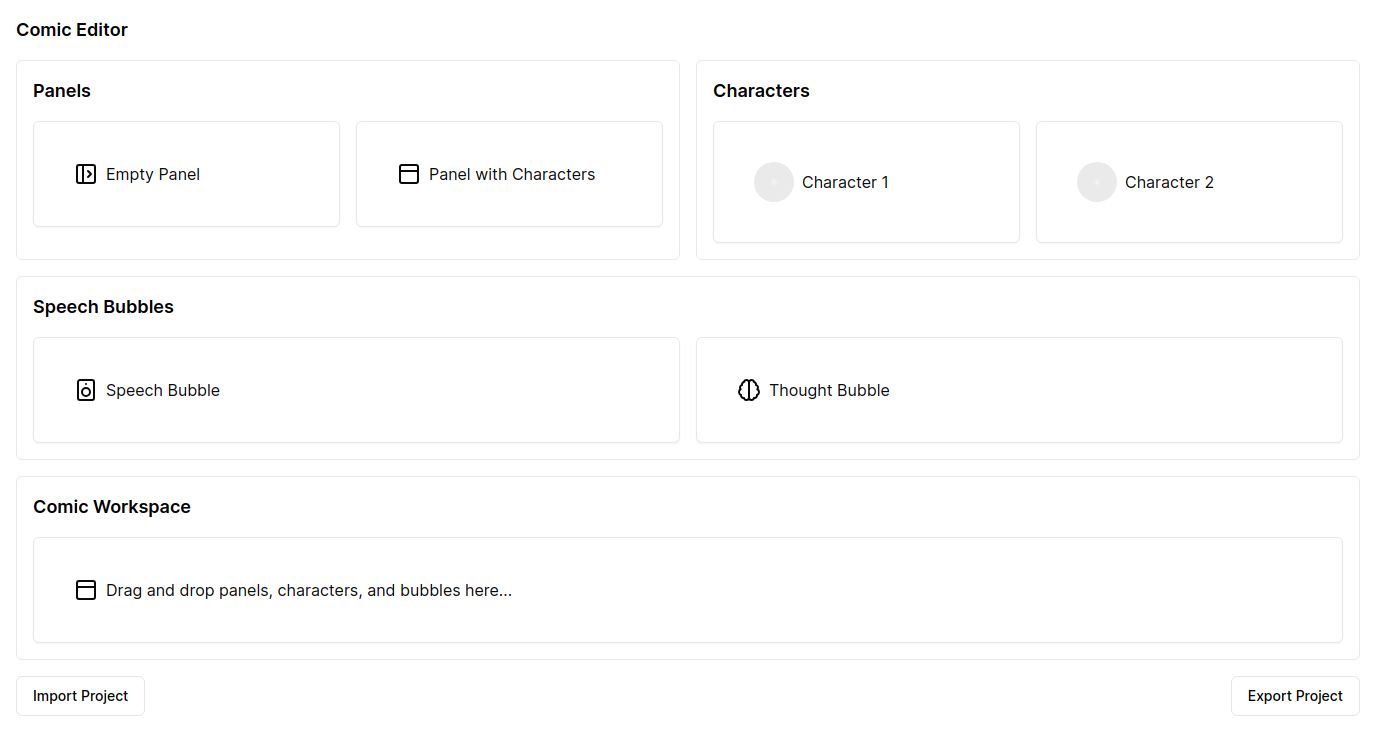 Comic Editor
Panels
Empty Panel
Panel with Characters
Characters
Character 1
Character 2
Speech Bubbles
Speech Bubble
Thought Bubble
Comic Workspace
Drag and drop panels, characters, and bubbles here...
Import Project
Export Project